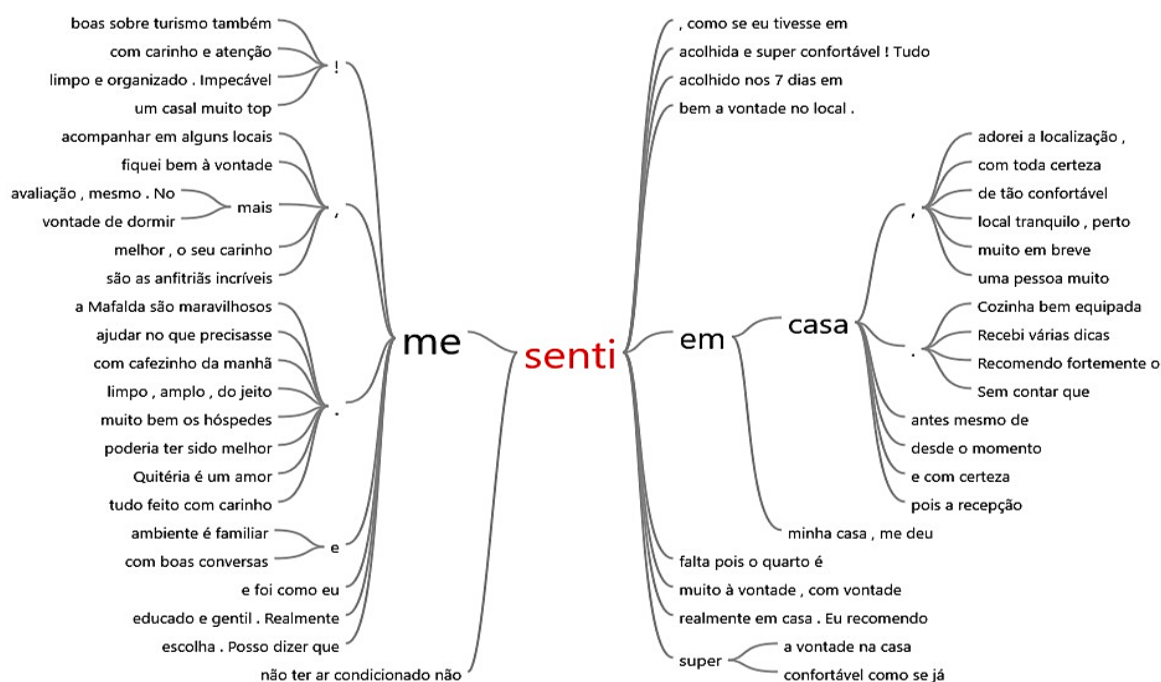 boas sobre turismo também
com carinho e atenção
limpo e organizado . Impecável
um casal muito top
!
acompanhar em alguns locais
fiquei bem à vontade
avaliação , mesmo . No
vontade de dormir
mais
melhor , o seu carinho
são as anfitriãs incríveis
,
a Mafalda são maravilhosos
ajudar no que precisasse
com cafezinho da manhã
limpo , amplo , do jeito
muito bem os hóspedes
poderia ter sido melhor
Quitéria é um amor
tudo feito com carinho
.
ambiente é familiar
com boas conversas
e
e foi como eu
educado e gentil . Realmente
escolha . Posso dizer que
me
não ter ar condicionado não
senti
, como se eu tivesse em
acolhida e super confortável ! Tudo
acolhido nos 7 dias em
bem a vontade no local .
em
casa
,
adorei a localização ,
com toda certeza
de tão confortável
local tranquilo , perto
muito em breve
uma pessoa muito
.
Cozinha bem equipada
Recebi várias dicas
Recomendo fortemente o
Sem contar que
antes mesmo de
desde o momento
e com certeza
pois a recepção
minha casa , me deu
falta pois o quarto é
muito à vontade , com vontade
realmente em casa . Eu recomendo
super
a vontade na casa
confortável como se já